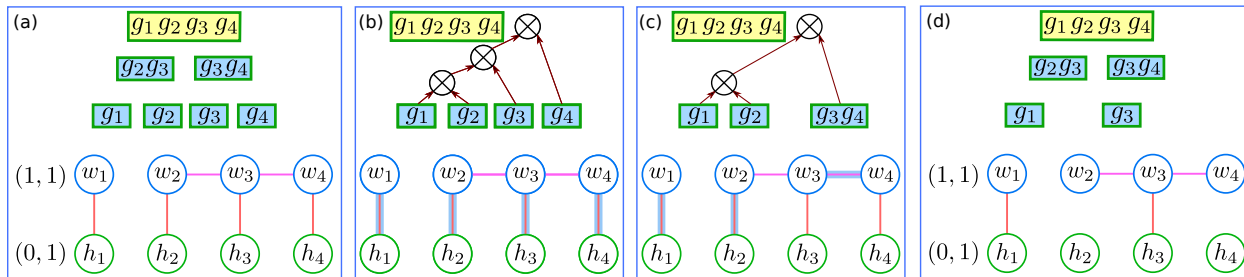 (a)
g₁ g₂ g₃ g₄
g₂g₃ g₃g₄
g₁ g₂ g₃ g₄
(1, 1) w₁ w₂ w₃ w₄
(0, 1) h₁ h₂ h₃ h₄
(b)
g₁ g₂ g₃ g₄
g₁ g₂ g₃ g₄
w₁ w₂ w₃ w₄
h₁ h₂ h₃ h₄
(c)
g₁ g₂ g₃ g₄
g₁ g₂ g₃g₄
w₁ w₂ w₃ w₄
h₁ h₂ h₃ h₄
(d)
g₁ g₂ g₃ g₄
g₂g₃ g₃g₄
g₁ g₃
(1, 1) w₁ w₂ w₃ w₄
(0, 1) h₁ h₂ h₃ h₄